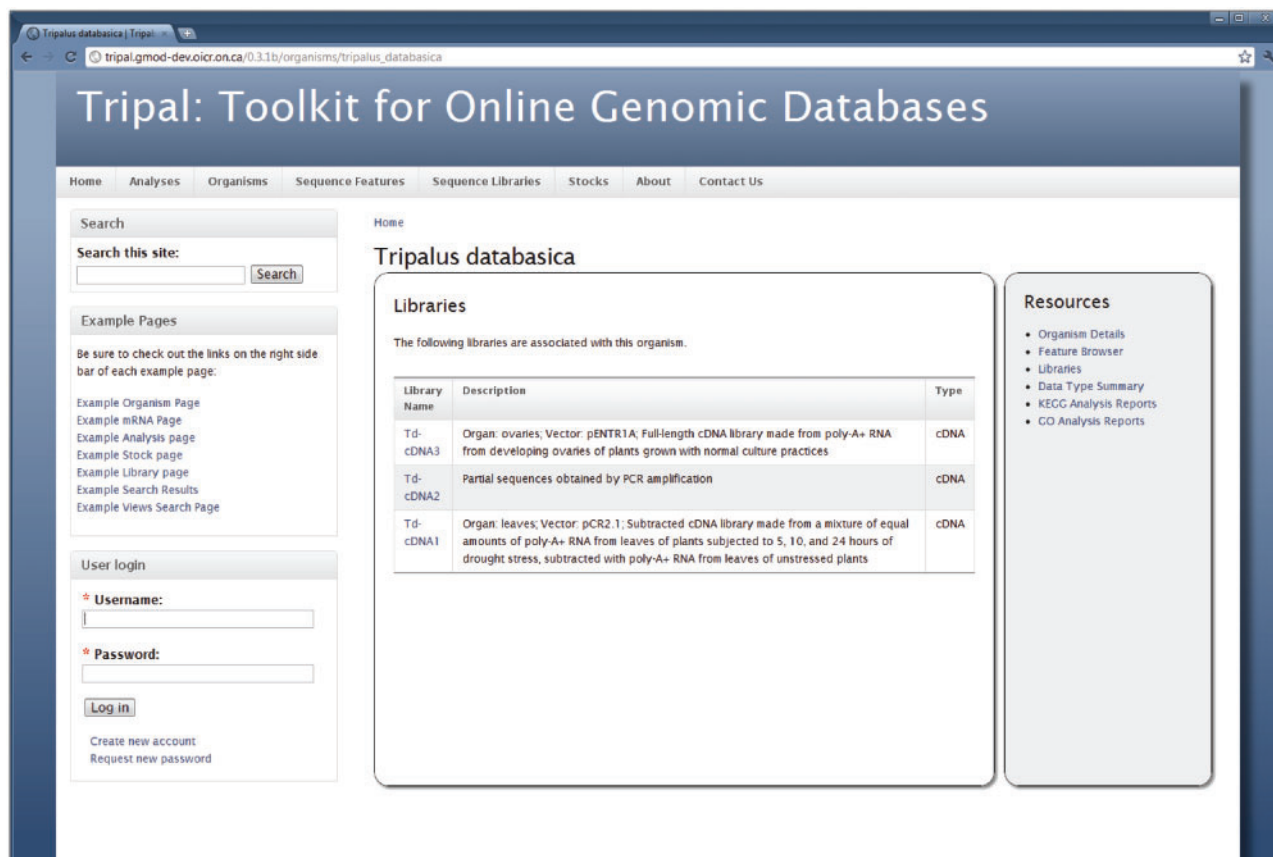 Tripalus databasica | Tripal
tripal.gmod-dev.oicr.on.ca/0.3.1b/organisms/tripalus_databasica
Tripal: Toolkit for Online Genomic Databases
Home Analyses Organisms Sequence Features Sequence Libraries Stocks About Contact Us
Search
Search this site:
Search
Example Pages
Be sure to check out the links on the right side
bar of each example page:
Example Organism Page
Example mRNA Page
Example Analysis page
Example Stock page
Example Library page
Example Search Results
Example Views Search Page
User login
* Username:
* Password:
Log in
Create new account
Request new password
Home
Tripalus databasica
Libraries
The following libraries are associated with this organism.
Library Description Type
Name
Td- Organ: ovaries; Vector: pENTR1A; Full-length cDNA library made from poly-A+ RNA cDNA
cDNA3 from developing ovaries of plants grown with normal culture practices
Td- Partial sequences obtained by PCR amplification cDNA
cDNA2
Td- Organ: leaves; Vector: pCR2.1; Subtracted cDNA library made from a mixture of equal cDNA
cDNA1 amounts of poly-A+ RNA from leaves of plants subjected to 5, 10, and 24 hours of
drought stress, subtracted with poly-A+ RNA from leaves of unstressed plants
Resources
• Organism Details
• Feature Browser
• Libraries
• Data Type Summary
• KEGG Analysis Reports
• GO Analysis Reports